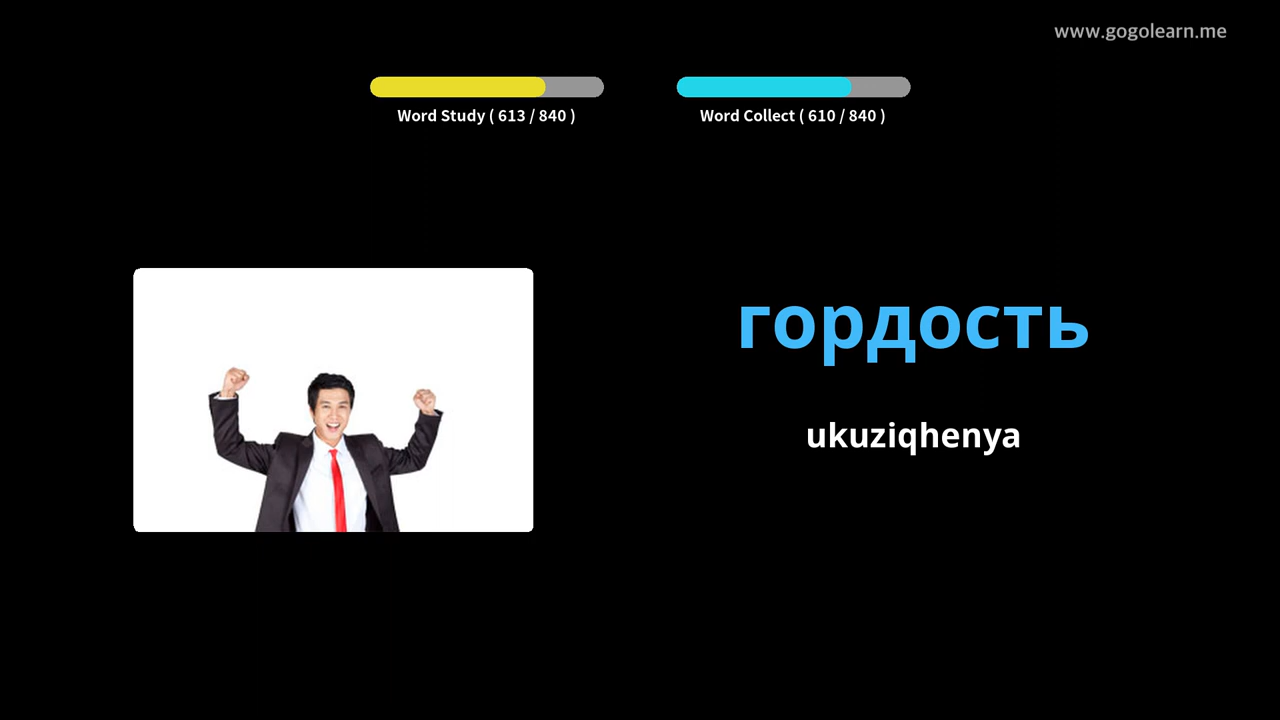 www.gogolearn.me
Word Study ( 613 / 840 )
Word Collect ( 610 / 840 )
гордость
ukuziqhenya